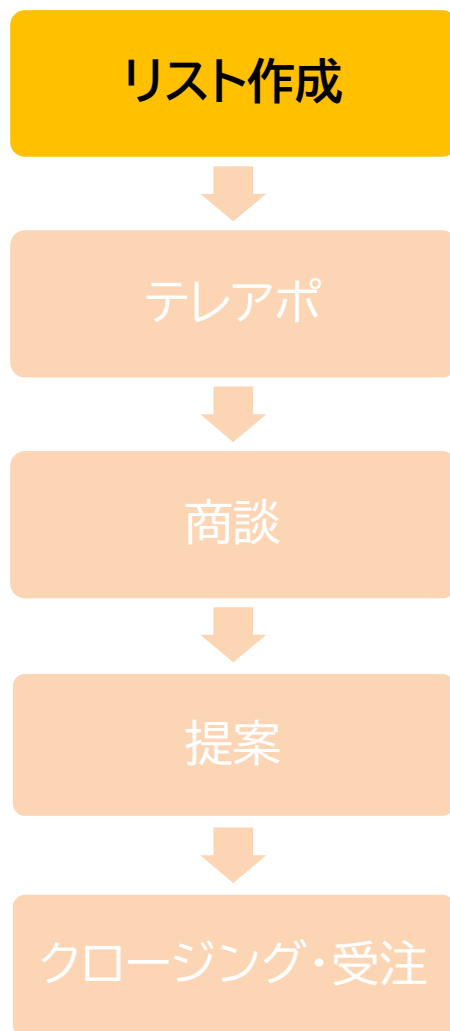 リスト作成
テレアポ
商談
提案
クロージング・受注